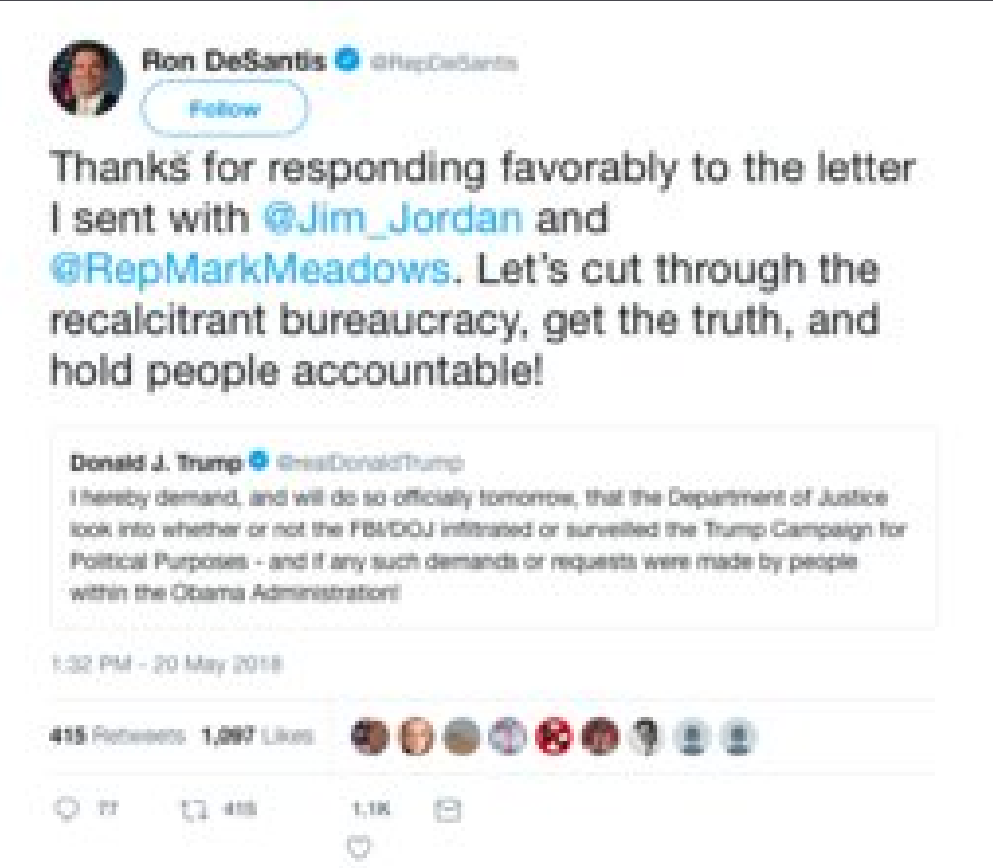 Ron DeSantis @RepDeSantis
Follow
Thanks for responding favorably to the letter
I sent with @Jim_Jordan and
@RepMarkMeadows. Let's cut through the
recalcitrant bureaucracy, get the truth, and
hold people accountable!
Donald J. Trump @realDonaldTrump
I hereby demand, and will do so officially tomorrow, that the Department of Justice
look into whether or not the FBI/DOJ infiltrated or surveilled the Trump Campaign for
Political Purposes - and if any such demands or requests were made by people
within the Obama Administration!
1:32 PM - 20 May 2018
415 Retweets 1,097 Likes
77 415 1.1K